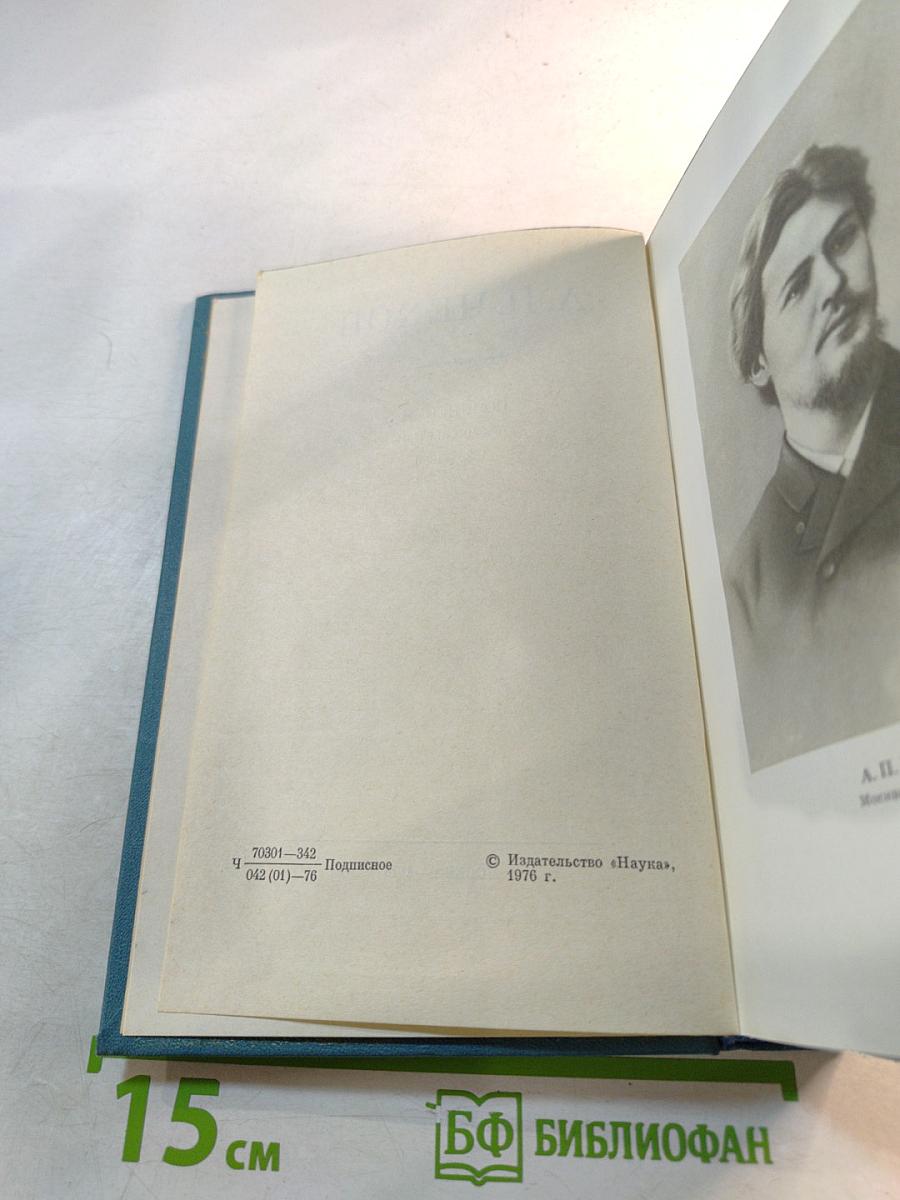 Ч 70301—342
042 (01)—76 Подписное
© Издательство «Наука»,
1976 г.
А. П.
15 см
БФ БИБЛИОФАН